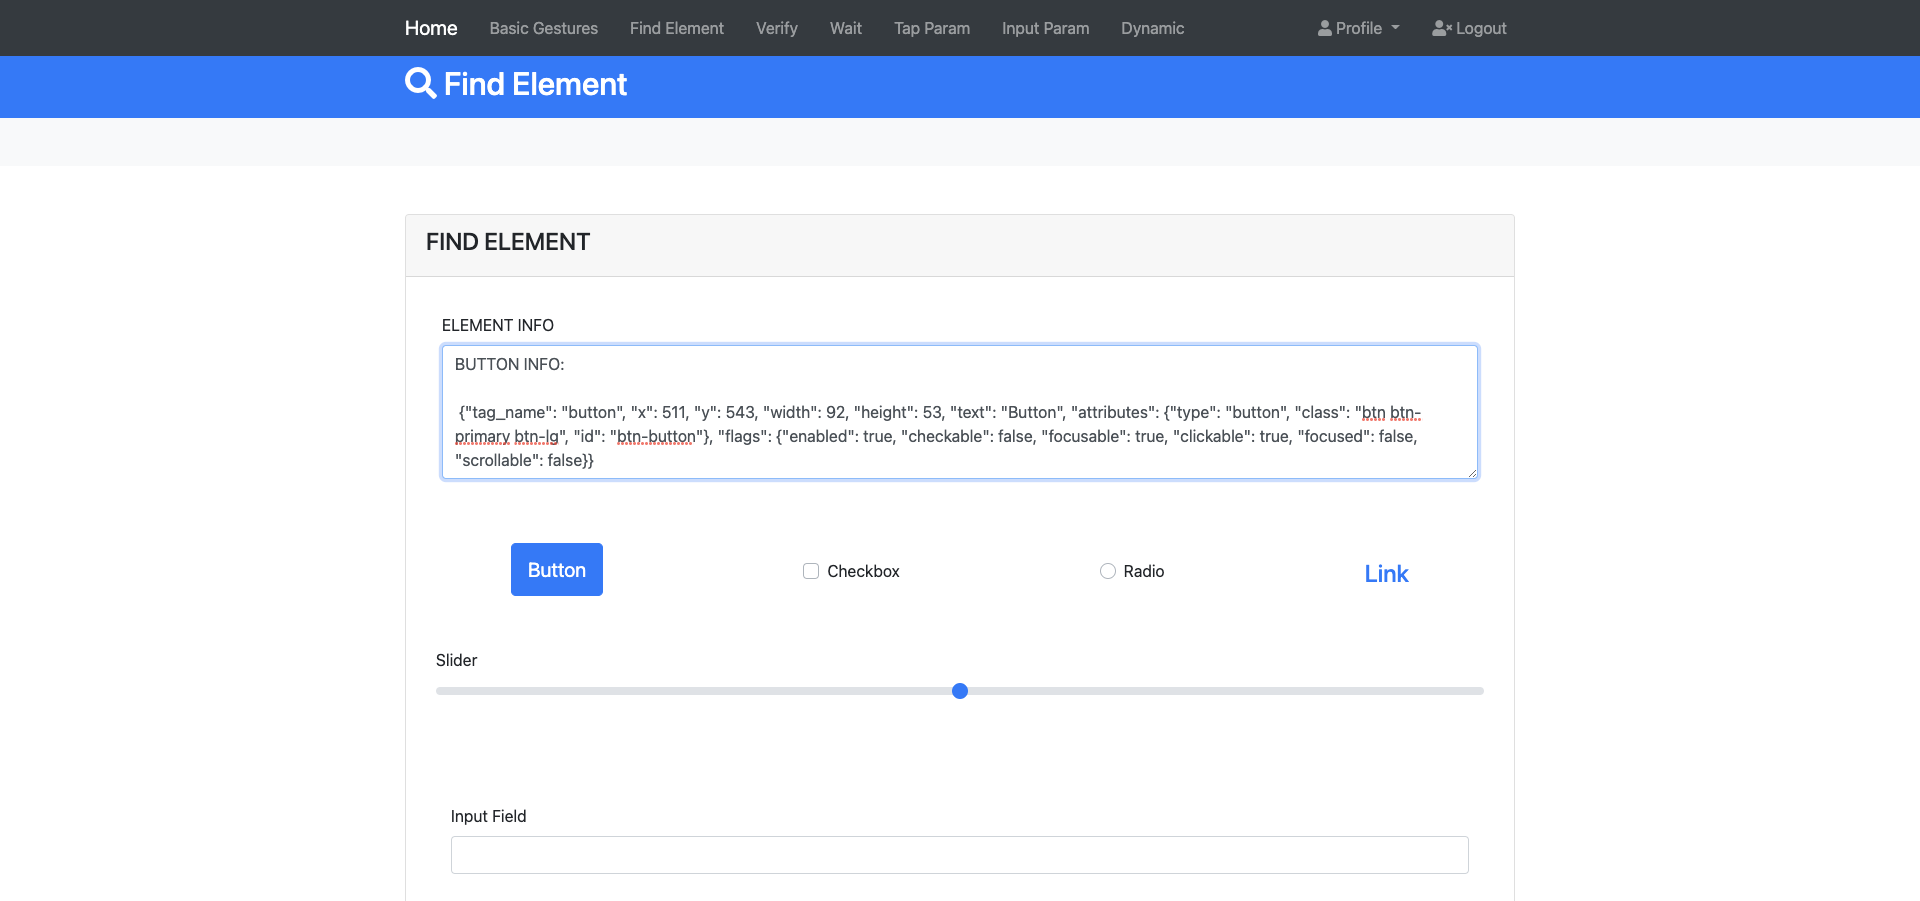 Home Basic Gestures Find Element Verify Wait Tap Param Input Param Dynamic Profile Logout
Find Element
FIND ELEMENT
ELEMENT INFO
BUTTON INFO:
{"tag_name": "button", "x": 511, "y": 543, "width": 92, "height": 53, "text": "Button", "attributes": {"type": "button", "class": "btn btn-
primary btn-lg", "id": "btn-button"}, "flags": {"enabled": true, "checkable": false, "focusable": true, "clickable": true, "focused": false,
"scrollable": false}}
Button Checkbox Radio Link
Slider
Input Field